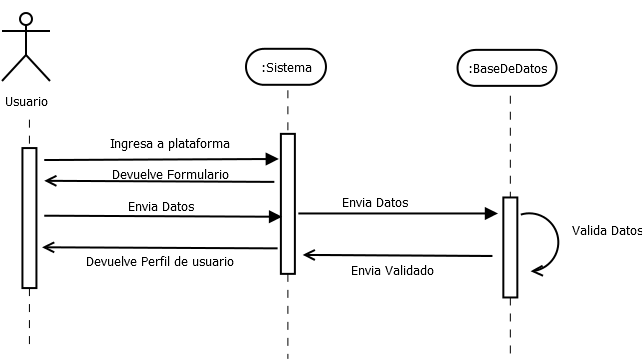 :Sistema
:BaseDeDatos
Usuario
Ingresa a plataforma
Devuelve Formulario
Envia Datos
Envia Datos
Valida Datos
Devuelve Perfil de usuario
Envia Validado